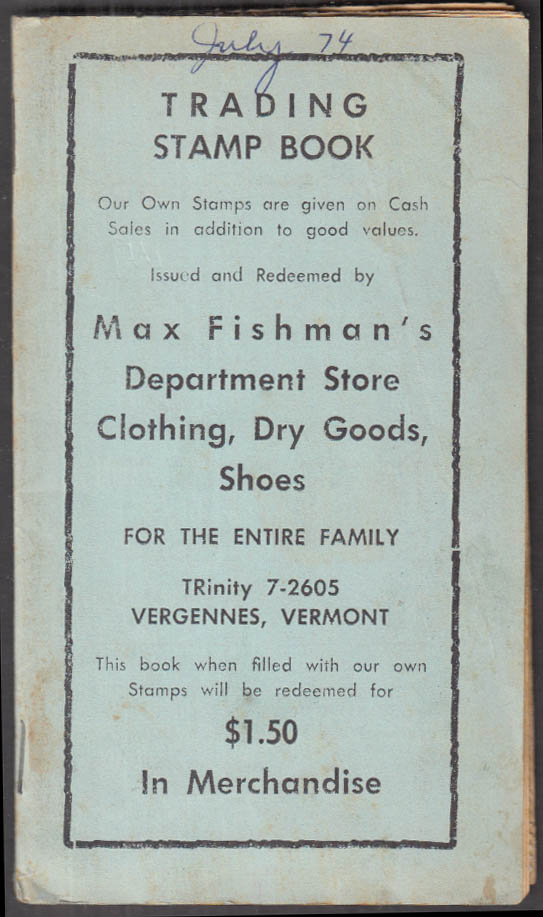 July 74
TRADING
STAMP BOOK
Our Own Stamps are given on Cash
Sales in addition to good values.
Issued and Redeemed by
Max Fishman's
Department Store
Clothing, Dry Goods,
Shoes
FOR THE ENTIRE FAMILY
TRinity 7-2605
VERGENNES, VERMONT
This book when filled with our own
Stamps will be redeemed for
$1.50
In Merchandise